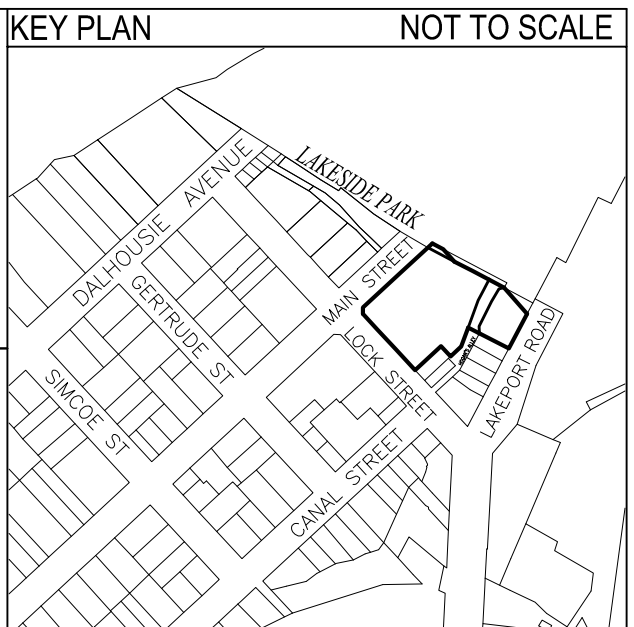 KEY PLAN
NOT TO SCALE
LAKESIDE PARK
DALHOUSIE AVENUE
MAIN STREET
GERTRUDE ST
LOCK STREET
LAKEPORT ROAD
SIMCOE ST
CANAL STREET